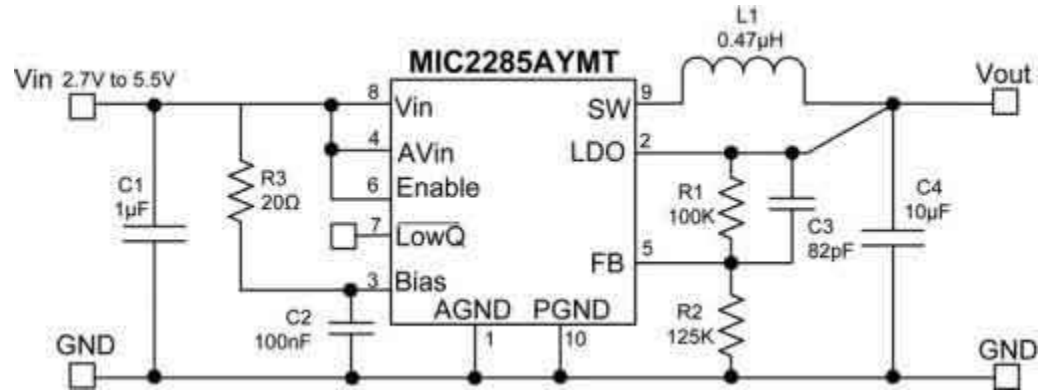 L1
0.47µH
MIC2285AYMT
Vin 2.7V to 5.5V
Vout
8
Vin
SW
9
4
AVin
LDO
2
6
Enable
C1
1µF
R3
20Ω
R1
100K
C3
82pF
C4
10µF
7
LowQ
FB
5
3
Bias
AGND
PGND
C2
100nF
1
10
R2
125K
GND
GND